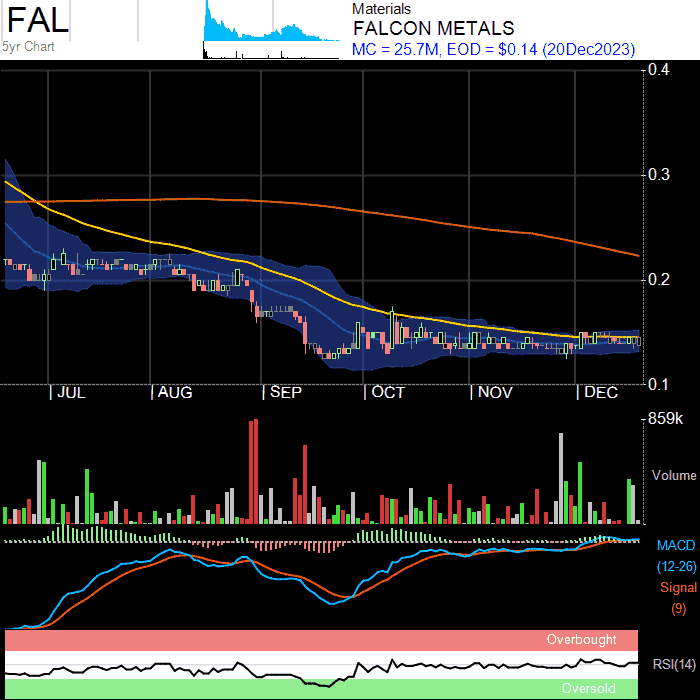 FAL
5yr Chart
Materials
FALCON METALS
MC = 25.7M, EOD = $0.14 (20Dec2023)
0.4
0.3
0.2
0.1
JUL
AUG
SEP
OCT
NOV
DEC
859k
Volume
MACD
(12-26)
Signal
(9)
Overbought
RSI(14)
Oversold